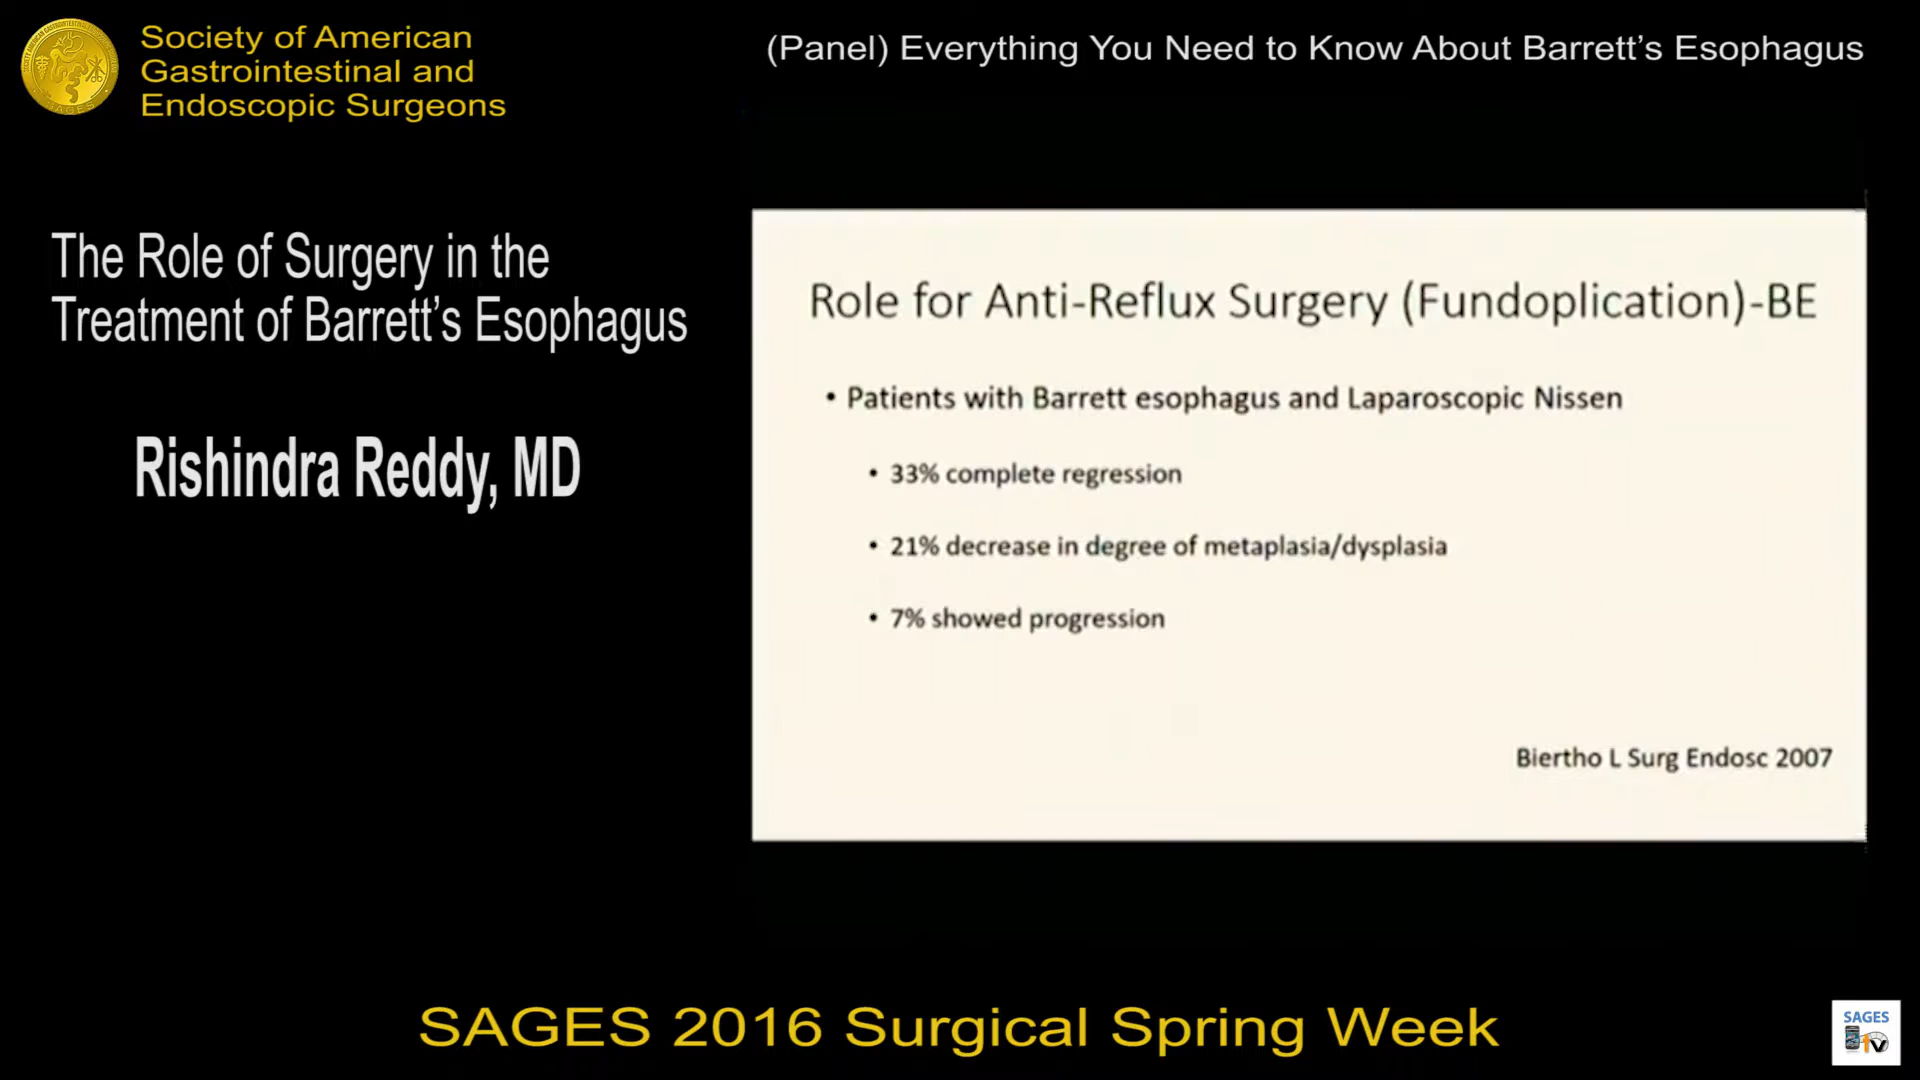 Society of American
Gastrointestinal and
Endoscopic Surgeons
(Panel) Everything You Need to Know About Barrett’s Esophagus
The Role of Surgery in the
Treatment of Barrett’s Esophagus
Rishindra Reddy, MD
Role for Anti-Reflux Surgery (Fundoplication)-BE
• Patients with Barrett esophagus and Laparoscopic Nissen
• 33% complete regression
• 21% decrease in degree of metaplasia/dysplasia
• 7% showed progression
Biertho L Surg Endosc 2007
SAGES 2016 Surgical Spring Week
SAGES
TV